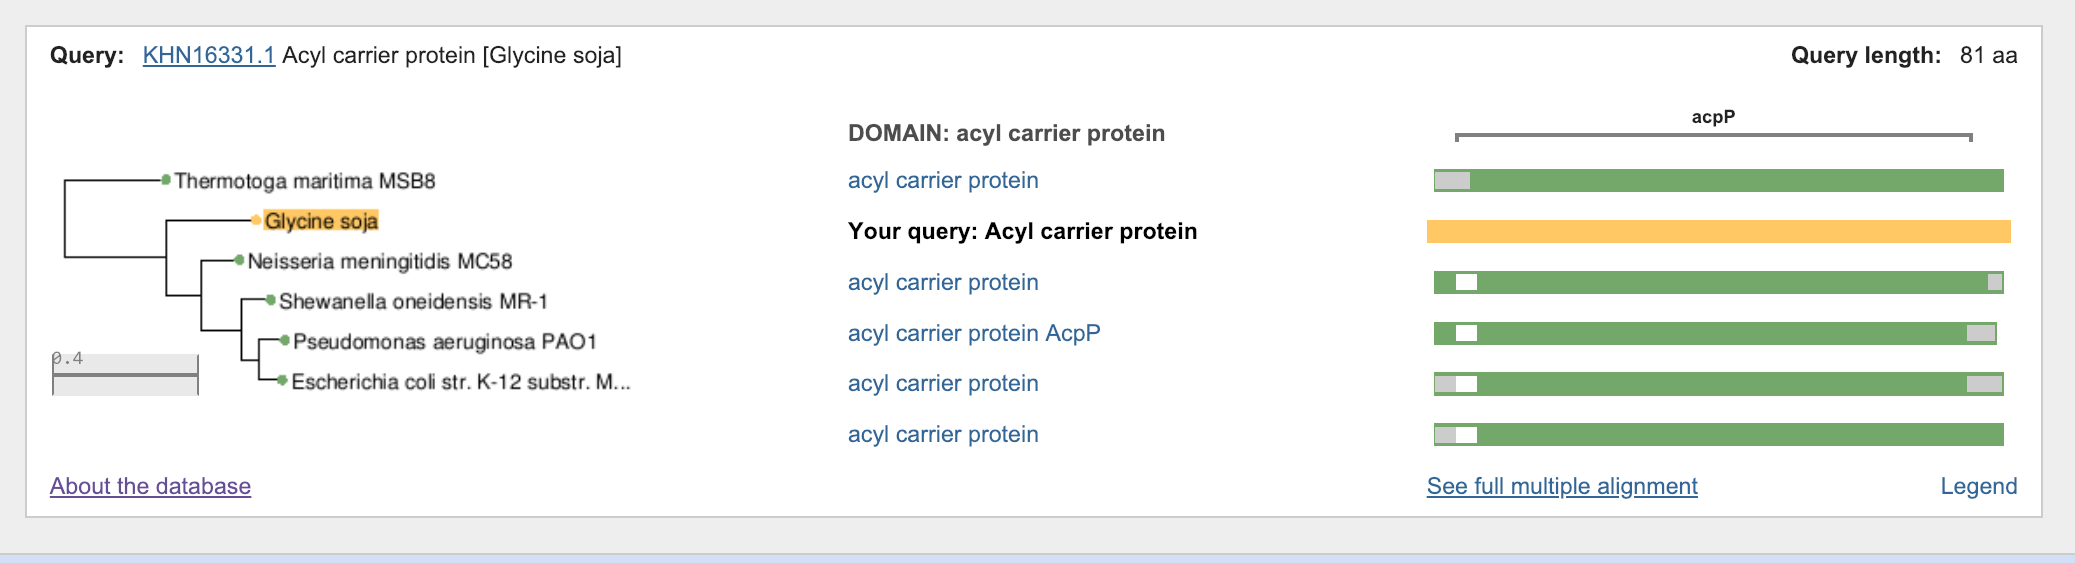 Query: KHN16331.1 Acyl carrier protein [Glycine soja]
Query length: 81 aa
acpP
DOMAIN: acyl carrier protein
Thermotoga maritima MSB8
acyl carrier protein
Glycine soja
Your query: Acyl carrier protein
Neisseria meningitidis MC58
acyl carrier protein
Shewanella oneidensis MR-1
acyl carrier protein AcpP
Pseudomonas aeruginosa PAO1
0.4
Escherichia coli str. K-12 substr. M...
acyl carrier protein
acyl carrier protein
About the database
See full multiple alignment
Legend